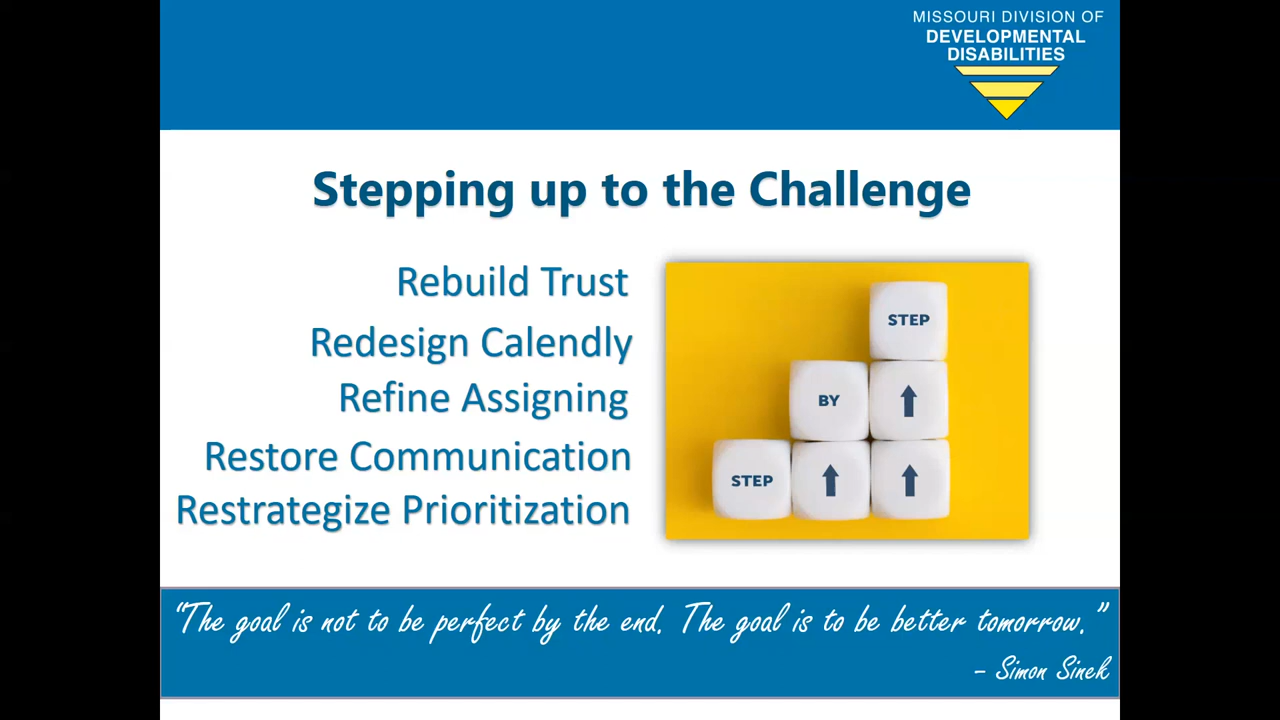 MISSOURI DIVISION OF
DEVELOPMENTAL
DISABILITIES
Stepping up to the Challenge
Rebuild Trust
Redesign Calendly
Refine Assigning
Restore Communication
Restrategize Prioritization
STEP
BY
STEP
"The goal is not to be perfect by the end. The goal is to be better tomorrow."
– Simon Sinek